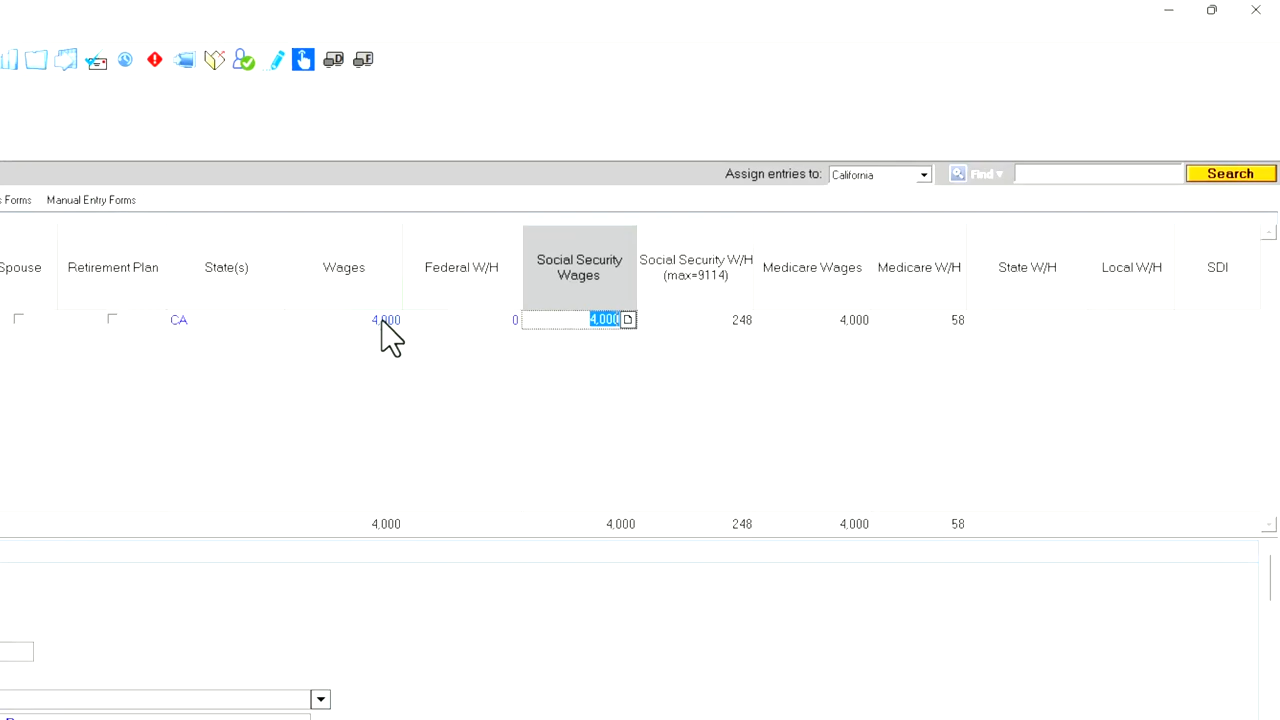 D F
Assign entries to: California Find Search
s Forms Manual Entry Forms
Spouse Retirement Plan State(s) Wages Federal W/H Social Security Wages Social Security W/H (max=9114) Medicare Wages Medicare W/H State W/H Local W/H SDI
CA 4,000 0 4,000 248 4,000 58
4,000 4,000 248 4,000 58